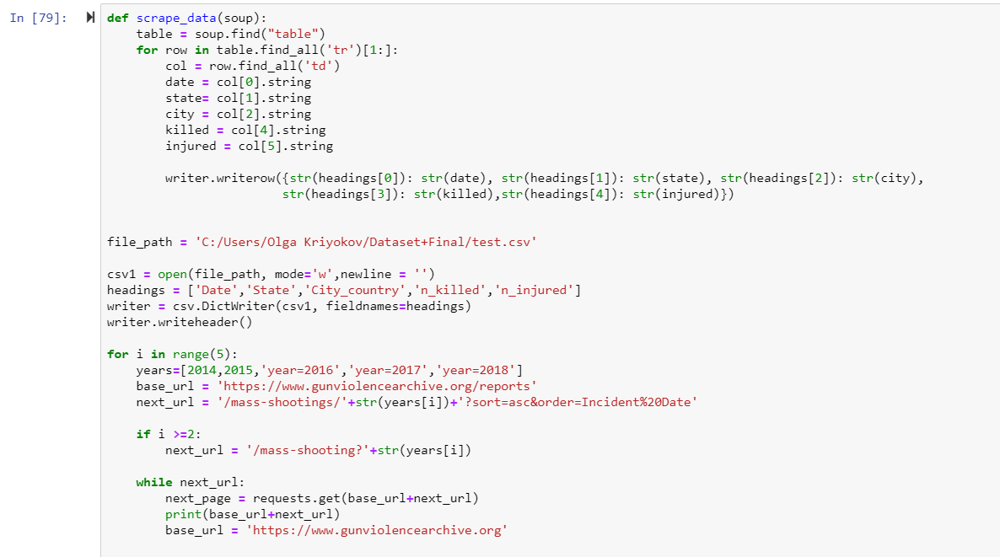 In [79]:
def scrape_data(soup):
    table = soup.find("table")
    for row in table.find_all('tr')[1:]:
        col = row.find_all('td')
        date = col[0].string
        state= col[1].string
        city = col[2].string
        killed = col[4].string
        injured = col[5].string

        writer.writerow({str(headings[0]): str(date), str(headings[1]): str(state), str(headings[2]): str(city),
                        str(headings[3]): str(killed),str(headings[4]): str(injured)})


file_path = 'C:/Users/Olga Kriyokov/Dataset+Final/test.csv'

csv1 = open(file_path, mode='w',newline = '')
headings = ['Date','State','City_country','n_killed','n_injured']
writer = csv.DictWriter(csv1, fieldnames=headings)
writer.writeheader()

for i in range(5):
    years=[2014,2015,'year=2016','year=2017','year=2018']
    base_url = 'https://www.gunviolencearchive.org/reports'
    next_url = '/mass-shootings/'+str(years[i])+'?sort=asc&order=Incident%20Date'

    if i >=2:
        next_url = '/mass-shooting?'+str(years[i])

    while next_url:
        next_page = requests.get(base_url+next_url)
        print(base_url+next_url)
        base_url = 'https://www.gunviolencearchive.org'